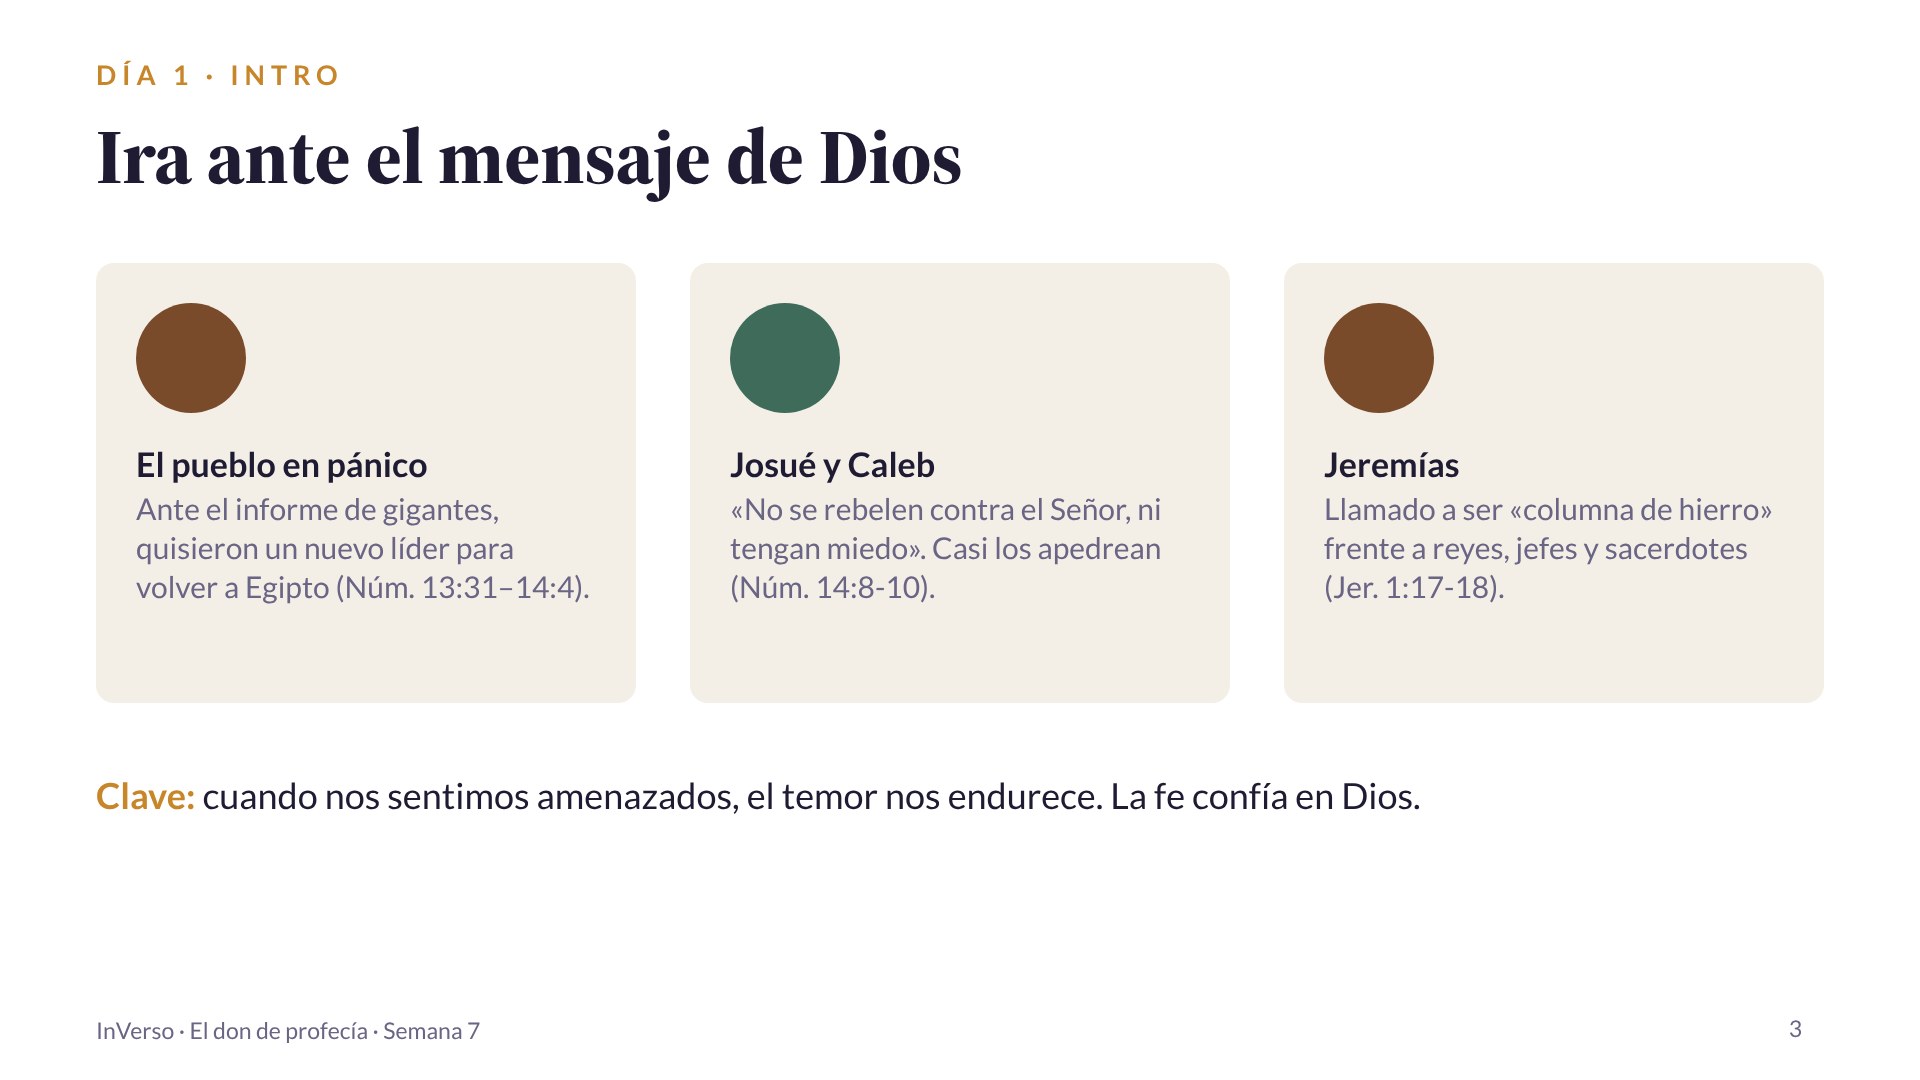 DÍA 1 · INTRO
Ira ante el mensaje de Dios
El pueblo en pánico
Ante el informe de gigantes,
quisieron un nuevo líder para
volver a Egipto (Núm. 13:31–14:4).
Josué y Caleb
«No se rebelen contra el Señor, ni
tengan miedo». Casi los apedrean
(Núm. 14:8-10).
Jeremías
Llamado a ser «columna de hierro»
frente a reyes, jefes y sacerdotes
(Jer. 1:17-18).
Clave: cuando nos sentimos amenazados, el temor nos endurece. La fe confía en Dios.
InVerso · El don de profecía · Semana 7
3